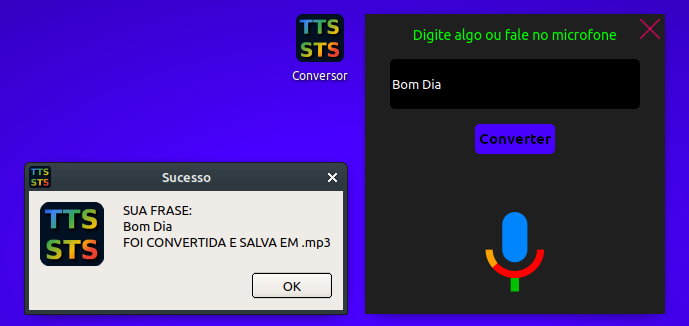 TTS
STS
Conversor
Digite algo ou fale no microfone
Bom Dia
Converter
TTS
STS
Sucesso
TTS
STS
SUA FRASE:
Bom Dia
FOI CONVERTIDA E SALVA EM .mp3
OK